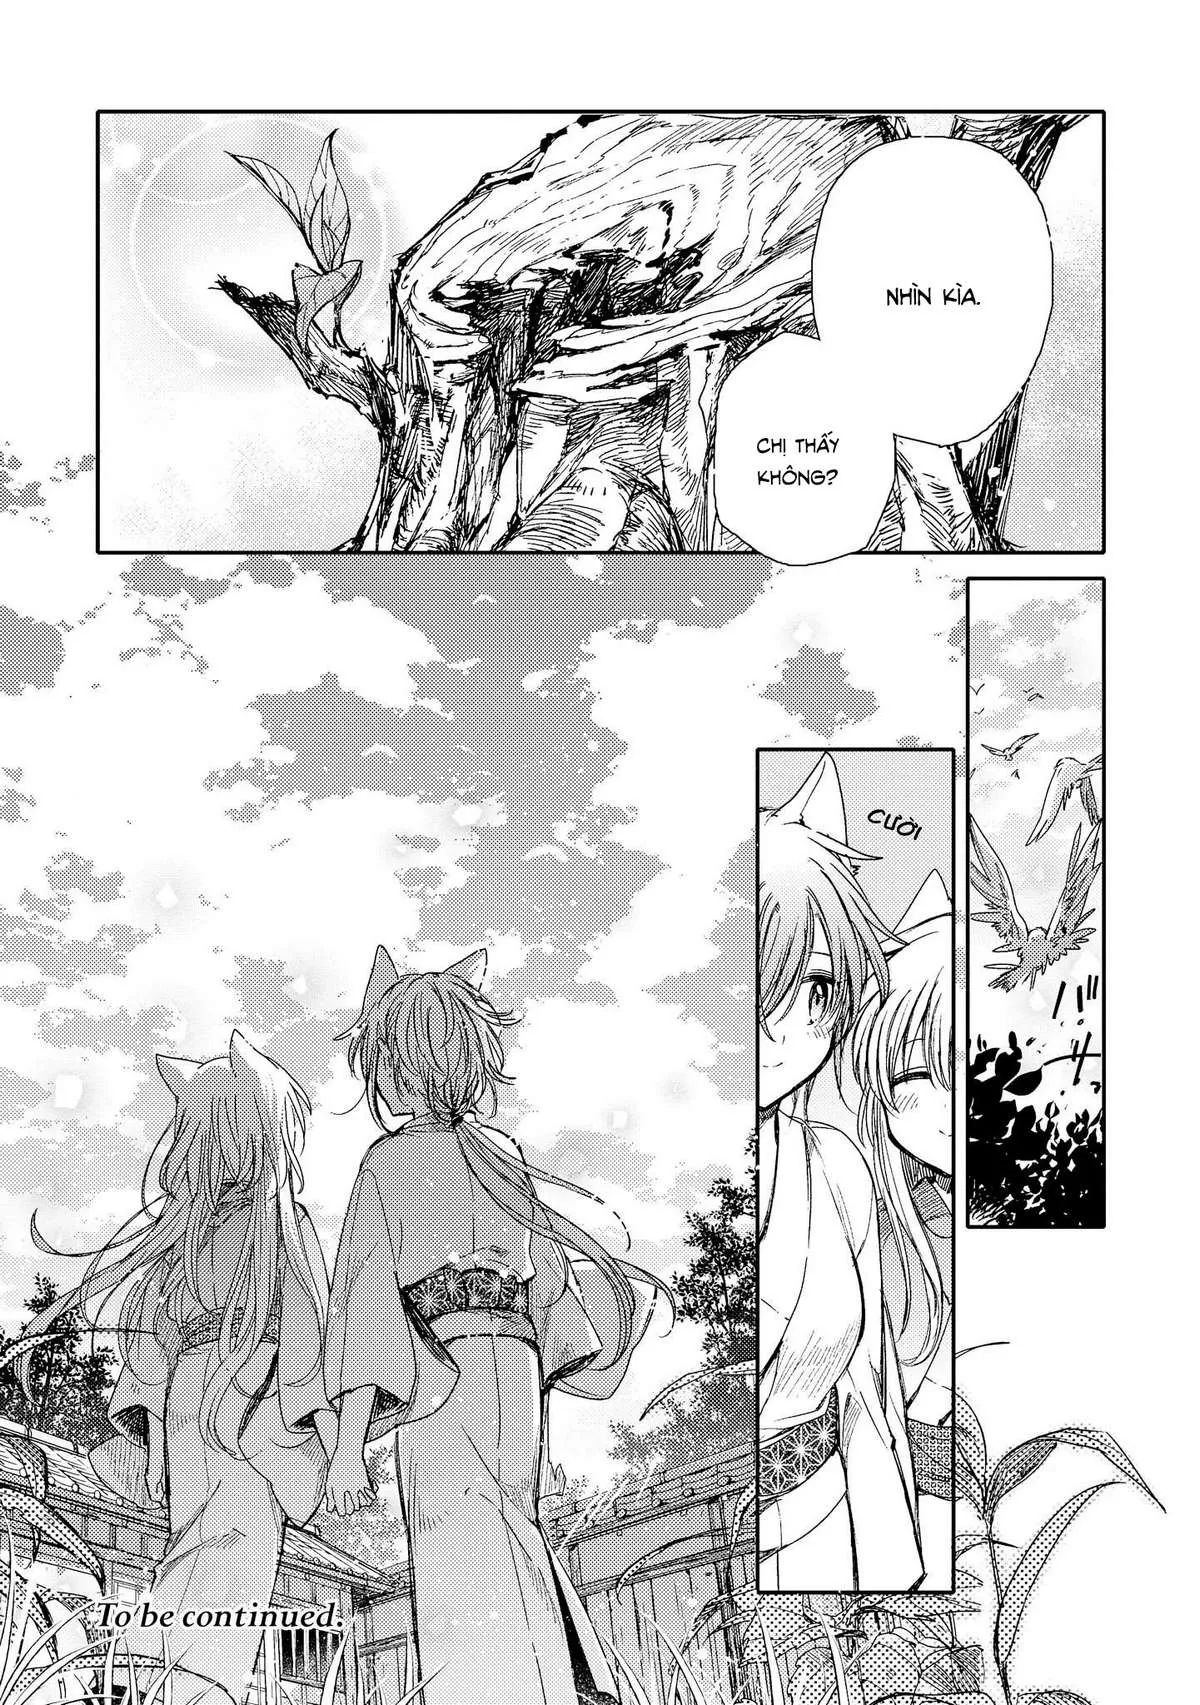 NHÌN KÌA.
CHỊ THẤY
KHÔNG?
CƯỜI
To be continued.